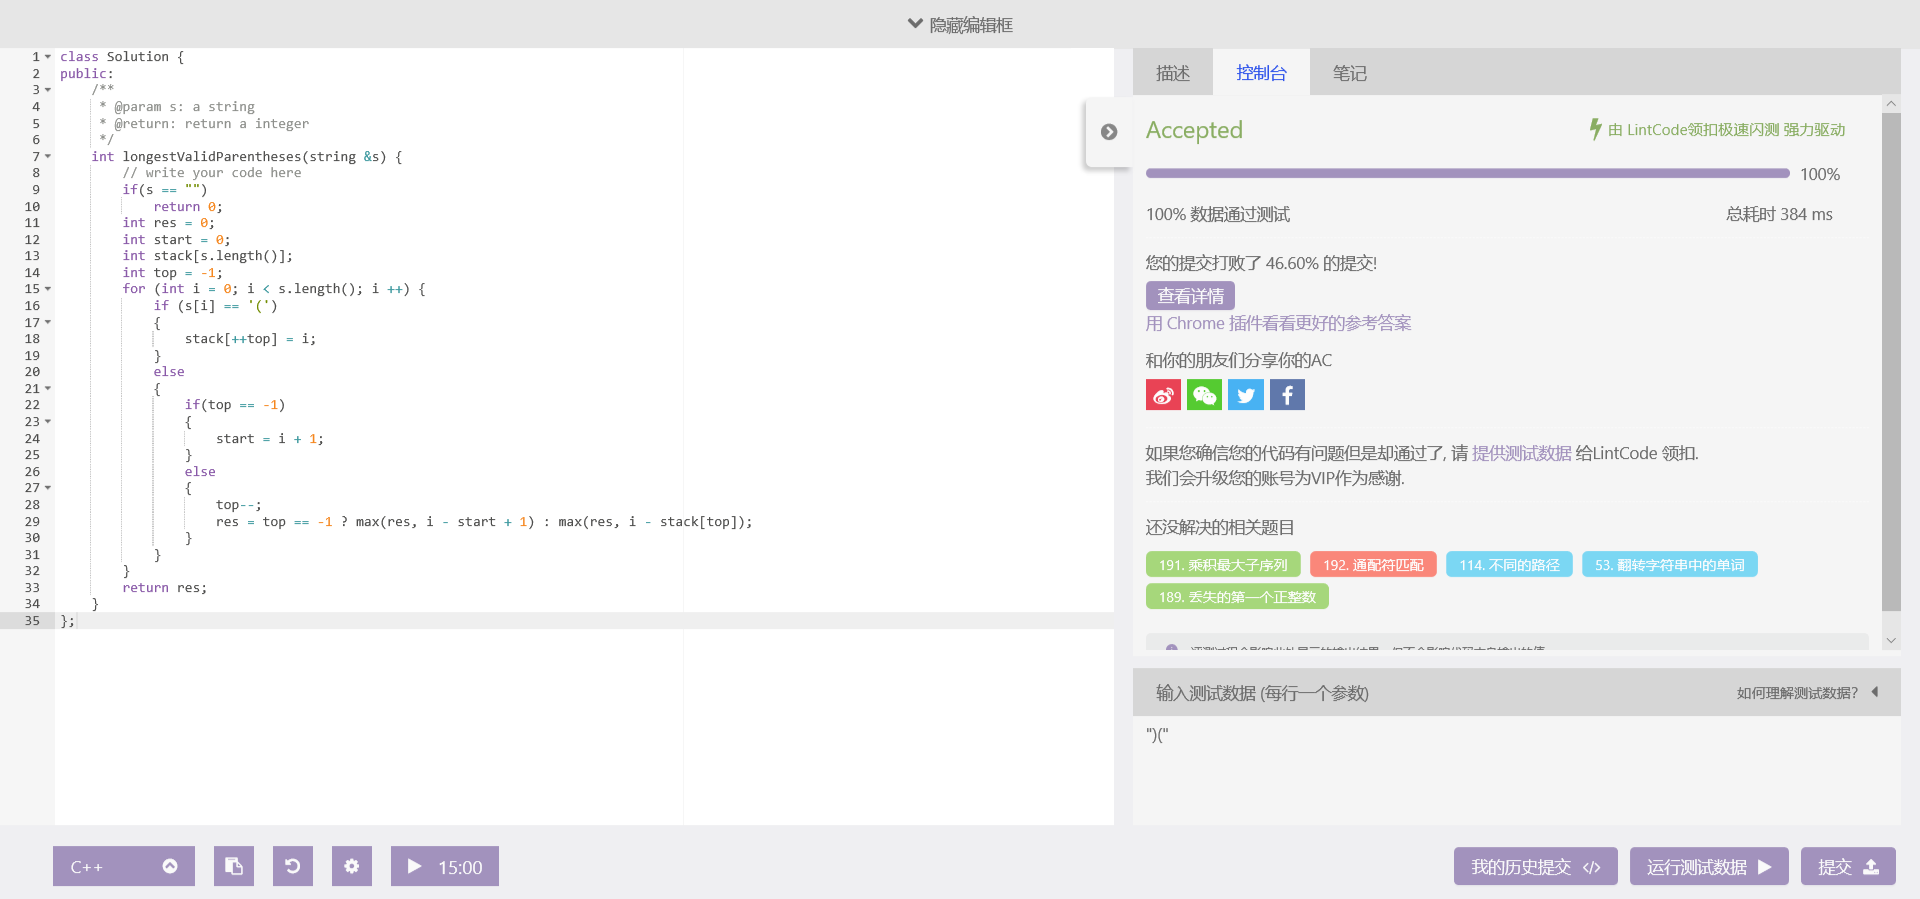 隐藏编辑框
1 class Solution {
2 public:
3     /**
4      * @param s: a string
5      * @return: return a integer
6      */
7     int longestValidParentheses(string &s) {
8         // write your code here
9         if(s == "")
10             return 0;
11         int res = 0;
12         int start = 0;
13         int stack[s.length()];
14         int top = -1;
15         for (int i = 0; i < s.length(); i ++) {
16             if (s[i] == '(')
17             {
18                 stack[++top] = i;
19             }
20             else
21             {
22                 if(top == -1)
23                 {
24                     start = i + 1;
25                 }
26                 else
27                 {
28                     top--;
29                     res = top == -1 ? max(res, i - start + 1) : max(res, i - stack[top]);
30                 }
31             }
32         }
33         return res;
34     }
35 };
C++
15:00
描述 控制台 笔记
Accepted
由 LintCode领扣极速闪测 强力驱动
100%
100% 数据通过测试
总耗时 384 ms
您的提交打败了 46.60% 的提交!
查看详情
用 Chrome 插件看看更好的参考答案
和你的朋友们分享你的AC
如果您确信您的代码有问题但是却通过了, 请 提供测试数据 给LintCode 领扣.
我们会升级您的账号为VIP作为感谢.
还没解决的相关题目
191. 乘积最大子序列 192. 通配符匹配 114. 不同的路径 53. 翻转字符串中的单词
189. 丢失的第一个正整数
输入测试数据 (每行一个参数)
如何理解测试数据?
")("
我的历史提交 运行测试数据 提交